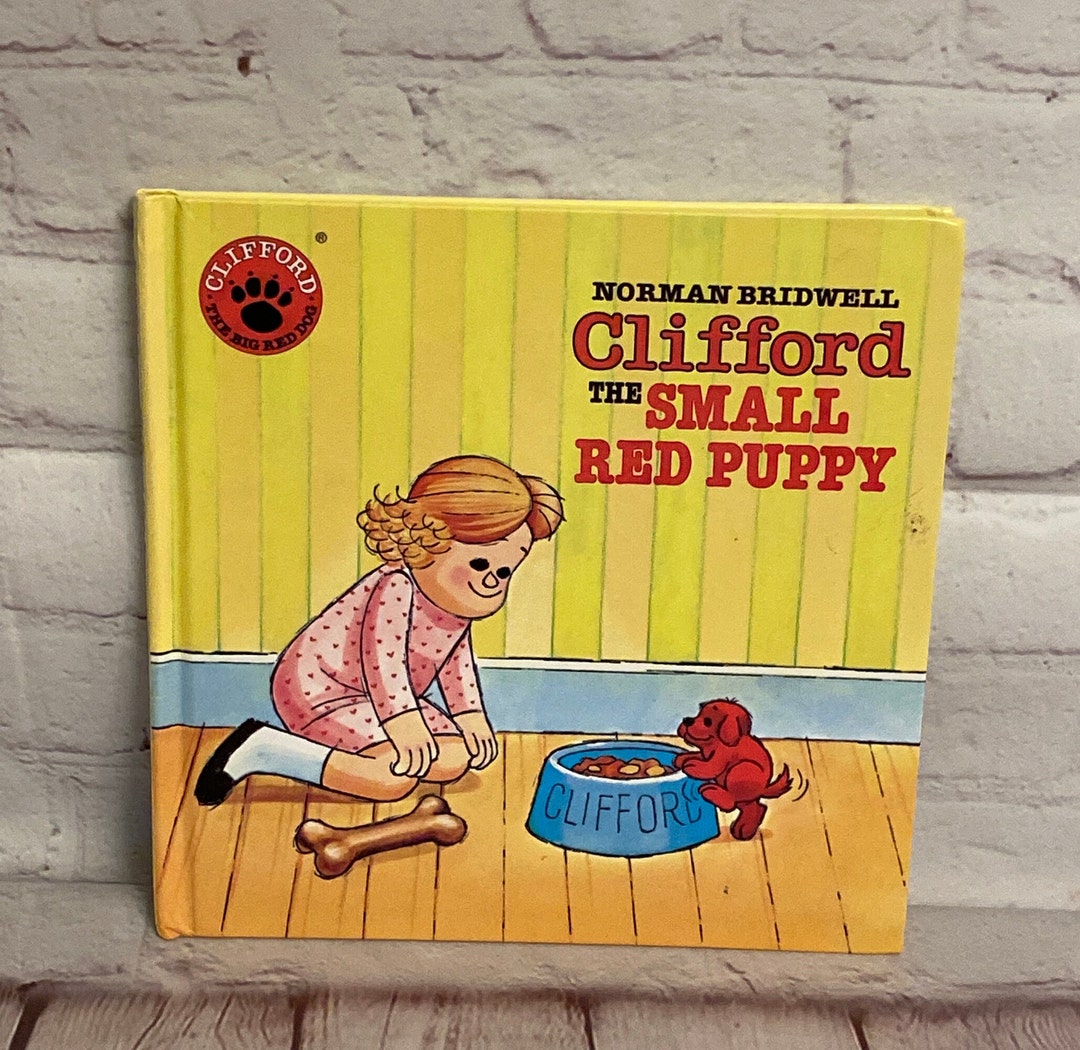 CLIFFORD
THE BIG RED DOG
®
NORMAN BRIDWELL
Clifford
THE SMALL
RED PUPPY
CLIFFORD